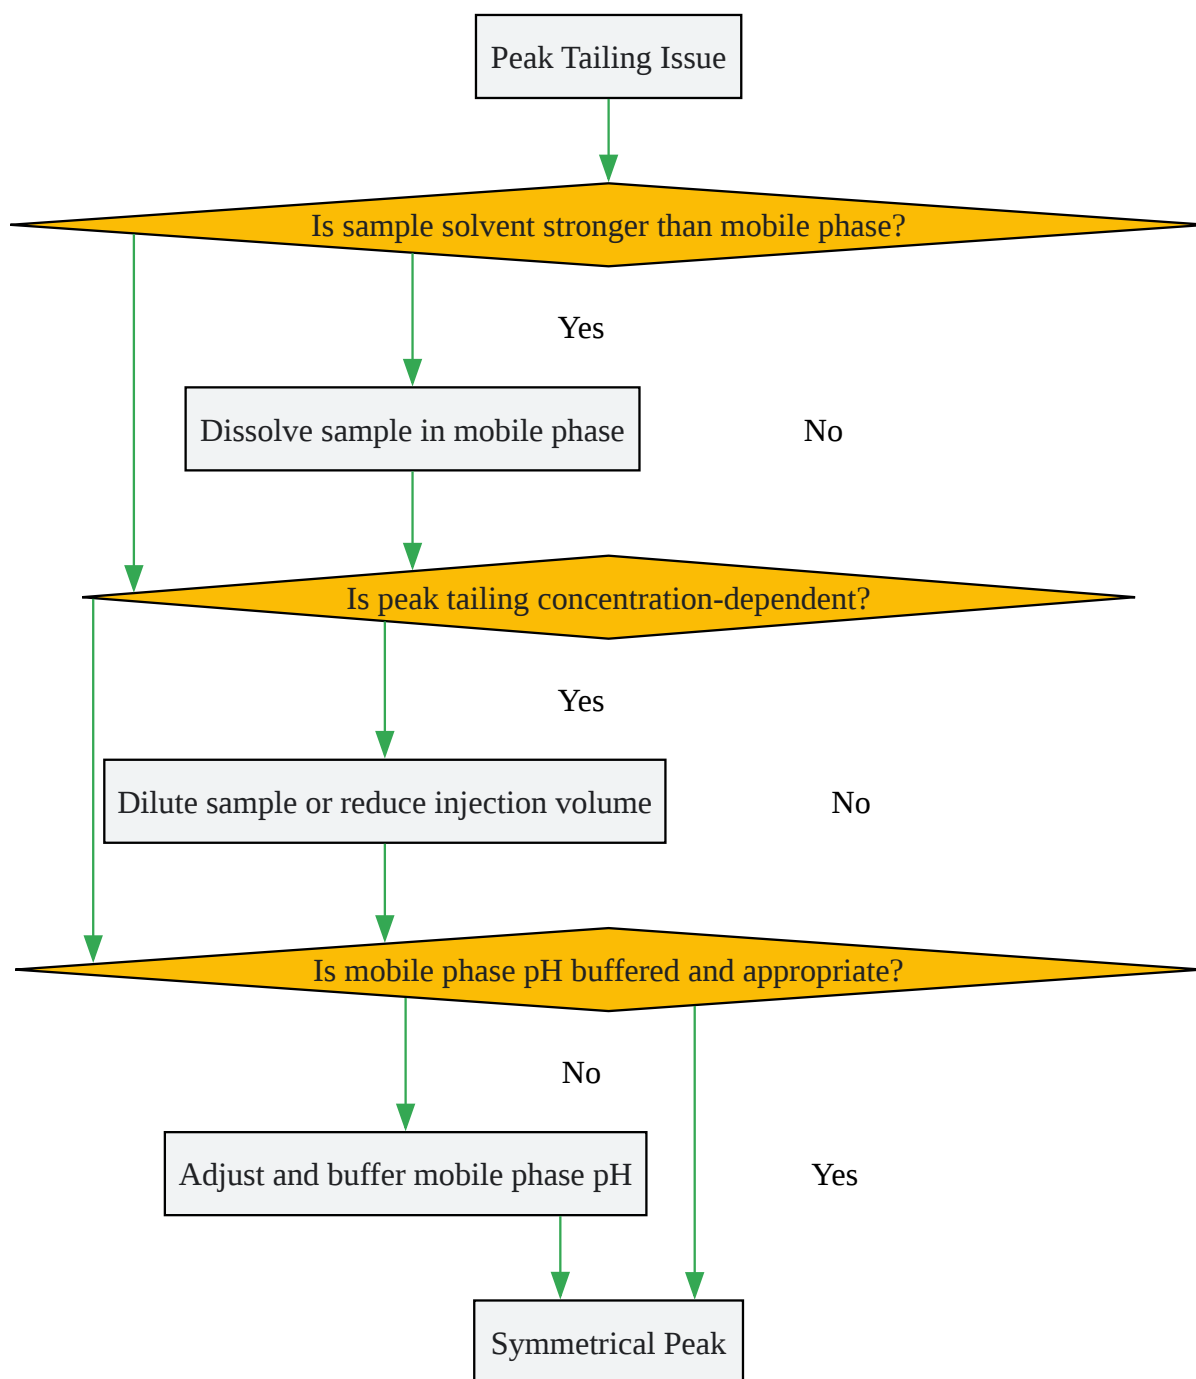 Peak Tailing Issue
Is sample solvent stronger than mobile phase?
Yes
Dissolve sample in mobile phase
No
Is peak tailing concentration-dependent?
Yes
Dilute sample or reduce injection volume
No
Is mobile phase pH buffered and appropriate?
No
Adjust and buffer mobile phase pH
Yes
Symmetrical Peak